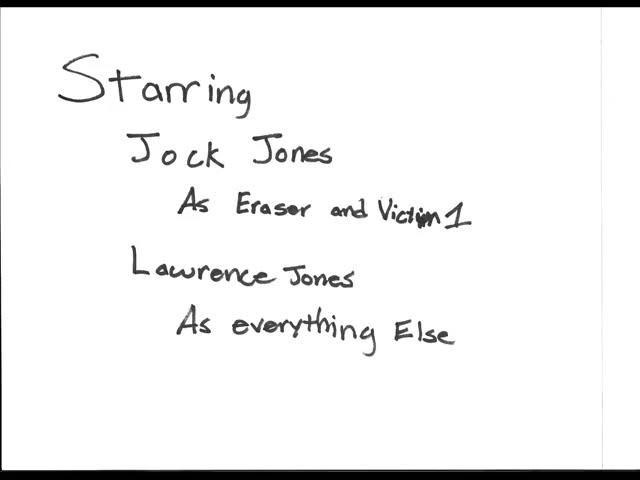 Starring
Jock Jones
As Eraser and Victim 1
Lawrence Jones
As everything Else